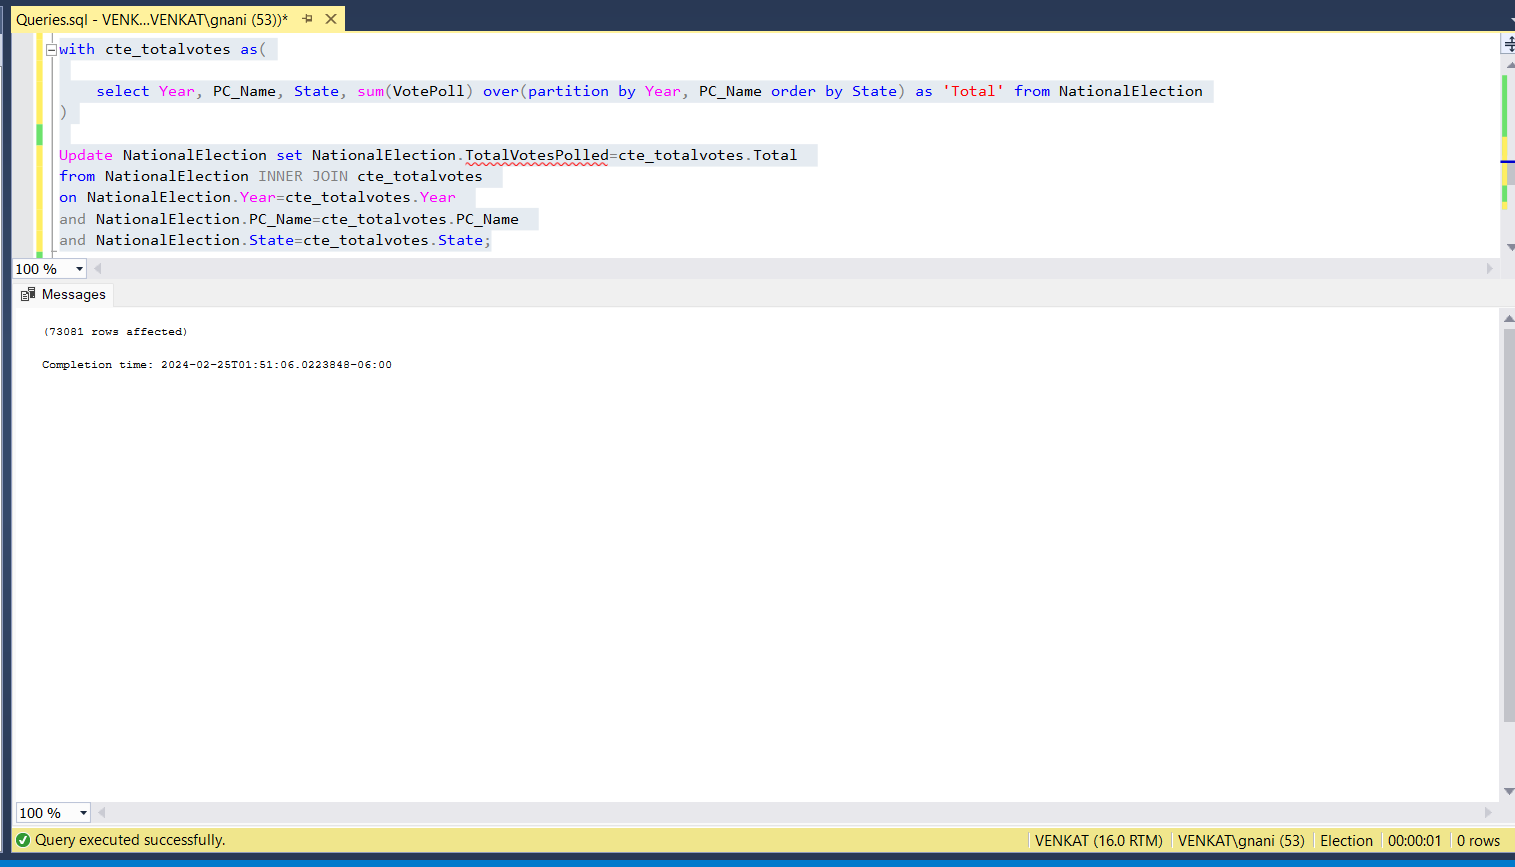 Queries.sql - VENK...VENKAT\gnani (53))*
with cte_totalvotes as(
select Year, PC_Name, State, sum(VotePoll) over(partition by Year, PC_Name order by State) as 'Total' from NationalElection
)
Update NationalElection set NationalElection.TotalVotesPolled=cte_totalvotes.Total
from NationalElection INNER JOIN cte_totalvotes
on NationalElection.Year=cte_totalvotes.Year
and NationalElection.PC_Name=cte_totalvotes.PC_Name
and NationalElection.State=cte_totalvotes.State;
100 %
Messages
(73081 rows affected)
Completion time: 2024-02-25T01:51:06.0223848-06:00
100 %
Query executed successfully. VENKAT (16.0 RTM) VENKAT\gnani (53) Election 00:00:01 0 rows